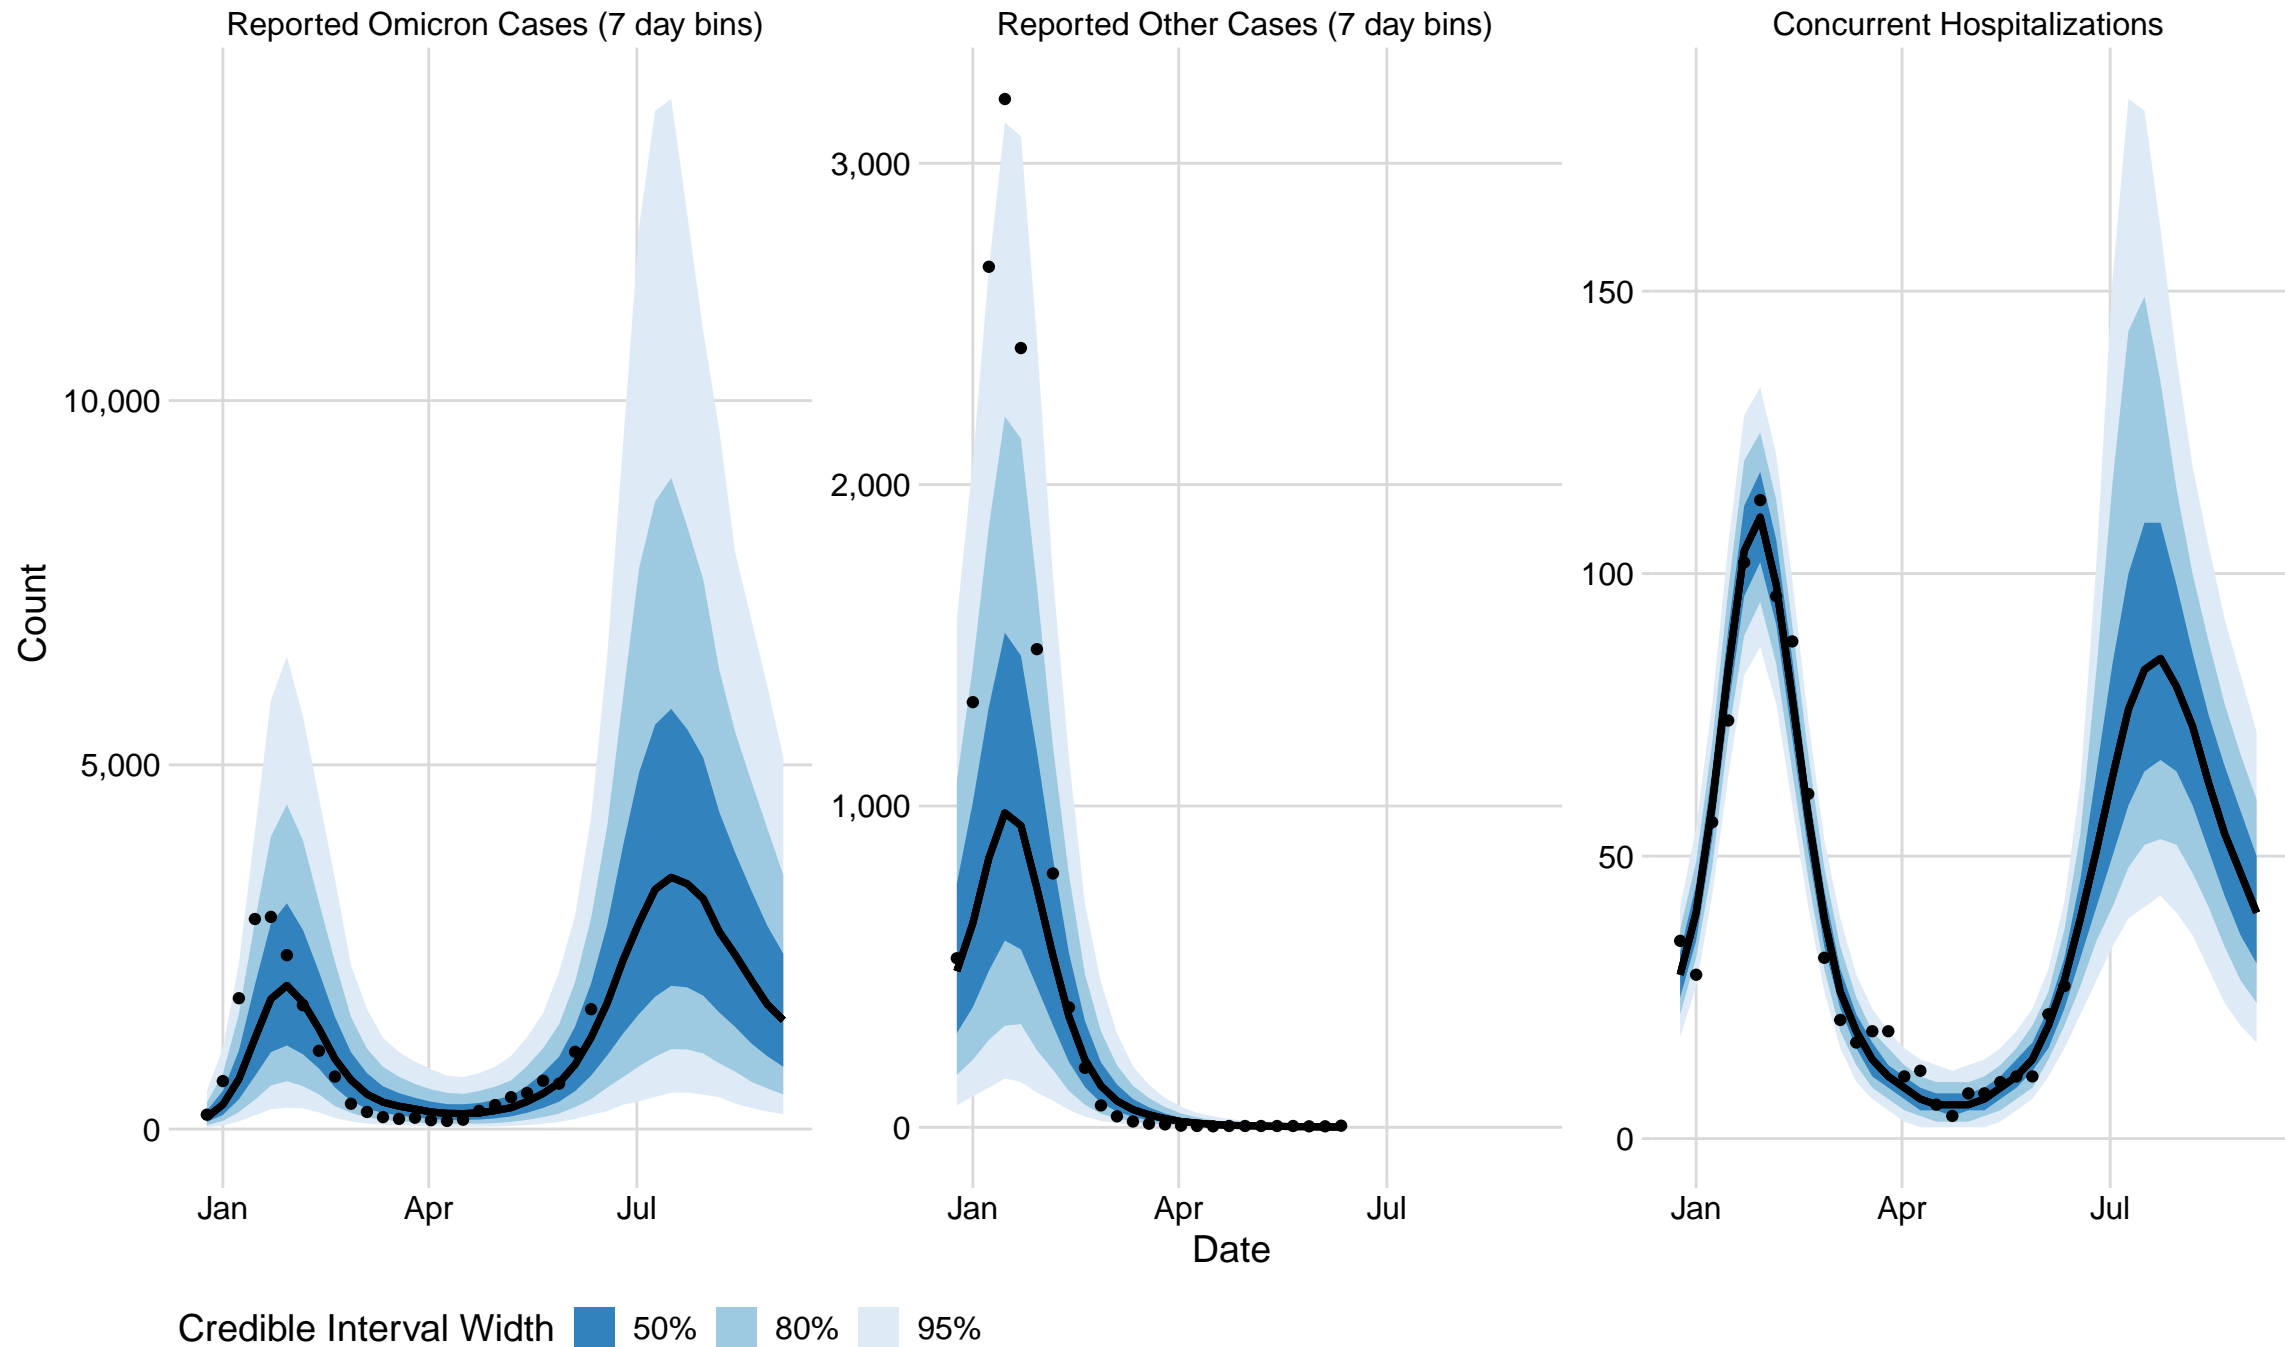 Reported Omicron Cases (7 day bins)
Reported Other Cases (7 day bins)
Concurrent Hospitalizations
Count
10,000
5,000
0
Jan
Apr
Jul
3,000
2,000
1,000
0
Jan
Apr
Jul
150
100
50
0
Jan
Apr
Jul
Date
Credible Interval Width 50% 80% 95%